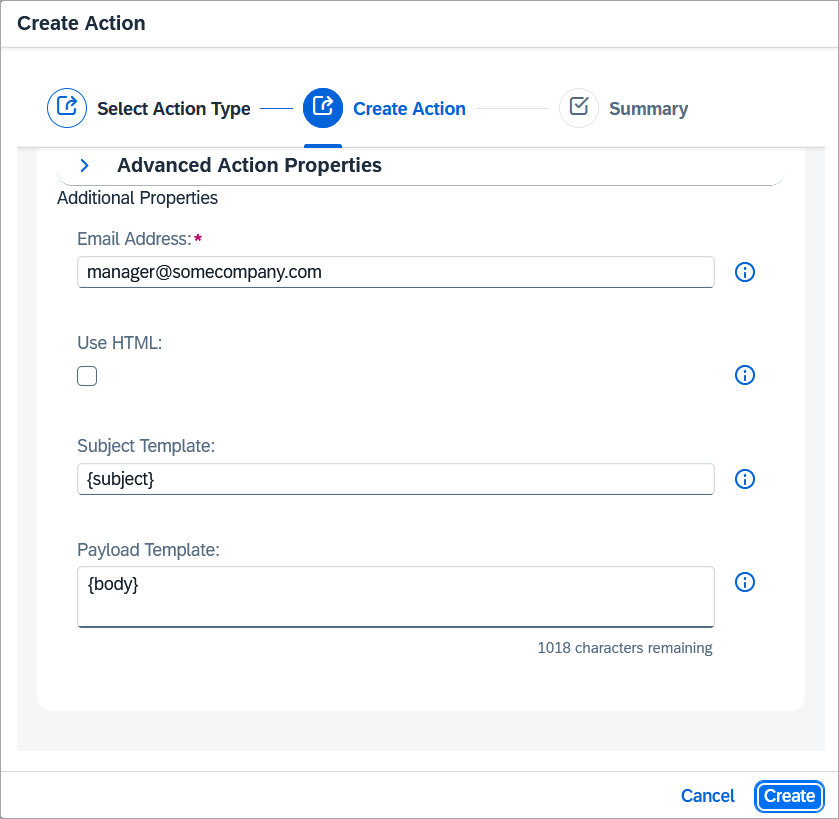 Create Action
Select Action Type
Create Action
Summary
Advanced Action Properties
Additional Properties
Email Address:*
manager@somecompany.com
Use HTML:
Subject Template:
{subject}
Payload Template:
{body}
1018 characters remaining
Cancel
Create